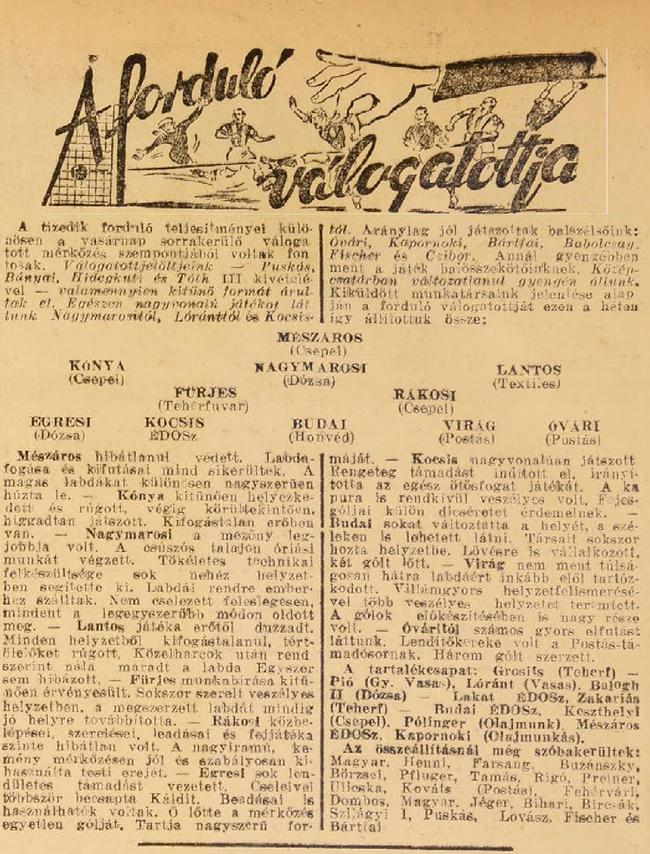 A forduló
válogatottja
A tizedik forduló teljesítményei külö-
nösen a vasárnap sorrakerülő váloga
tott mérkőzés szempontjából voltak fon
tosak. Válogatottjelöltjeink — Puskás,
Bányai, Hidegkuti és Tóth III kivételé-
vel — valamennyien kitűnő formát árul-
tak el. Egészen nagyvonalú játékot lát
tunk Nagymarositól, Lóránttól és Kocsis-
tól. Aránylag jól játszottak balszélsőink:
Óvári, Kapornoki, Bártfai, Babolcsay,
Fischer és Czibor. Annál gyengébben
ment a játék balösszekötőinknek. Közép-
csatárban változatlanul gyengén állunk.
Kiküldött munkatársaink jelentése alap
ján a forduló válogatottját ezen a héten
így állítottuk össze:
MÉSZÁROS
(Csepel)
KÓNYA NAGYMAROSI LANTOS
(Csepel) (Dózsa) (Textiles)
FÜRJES RÁKOSI
(Teherfuvar) (Csepel)
EGRESI KOCSIS BUDAI VIRÁG ÓVÁRI
(Dózsa) ÉDOSz (Honvéd) (Postás) (Postás)
Mészáros hibátlanul védett. Labda-
fogása és kifutásai mind sikerültek. A
magas labdákat különösen nagyszerűen
húzta le. — Kónya kitűnően helyezke-
dett és rúgott, végig körültekintően,
higgadtan játszott. Kifogástalan erőben
van. — Nagymarosi a mezőny leg-
jobbja volt. A csúszós talajon óriási
munkát végzett. Tökéletes technikai
felkészültsége sok nehéz helyzet-
ben segítette ki. Labdái rendre ember-
hez szálltak. Nem cselezett feleslegesen,
mindent a legegyszerűbb módon oldott
meg. — Lantos játéka erőtől duzzadt.
Minden helyzetből kifogástalanul, tért-
ölelőket rúgott. Közelharcok után rend
szerint nála maradt a labda Egyszer
sem hibázott. — Fürjes munkabírása kitű-
nően érvényesült. Sokszor szerelt veszélyes
helyzetben, a megszerzett labdát mindig
jó helyre továbbította. — Rákosi közbe-
lépései, szerelései, leadásai és fejjátéka
szinte hibátlan volt. A nagyiramú, ke-
mény mérkőzésen jól és szabályosan ki-
használta testi erejét. — Egresi sok len-
dületes támadást vezetett. Cseleivel
többször becsapta Káldit. Beadásai is
használhatók voltak. Ő lőtte a mérkőzés
egyetlen gólját. Tartja nagyszerű for-
máját. — Kocsis nagyvonalúan játszott
Rengeteg támadást indított el, irányí-
totta az egész ötösfogat játékát. A ka
pura is rendkívül veszélyes volt. Fejes-
góljai külön dicséretet érdemelnek. —
Budai sokat változtatta a helyét, a szé-
leken is lehetett látni. Társait sokszor
hozta helyzetbe. Lövésre is vállalkozott,
két gólt lőtt. — Virág nem ment túlsá-
gosan hátra labdáért inkább elöl tartóz-
kodott. Villámgyors helyzetfelismerésé-
vel több veszélyes helyzetet teremtett.
A gólok előkészítésében is nagy része
volt. — Óváritól számos gyors elfutást
láttunk. Lendítőkereke volt a Postás-tá-
madósornak. Három gólt szerzett.
A tartalékcsapat: Grosits (Teherf) —
Pió (Gy. Vasas), Lóránt (Vasas), Balogh
II (Dózsa) — Lakat ÉDOSz, Zakariás
(Teherf) — Budai ÉDOSz, Keszthelyi
(Csepel), Pólinger (Olajmunk), Mészáros
ÉDOSz, Kapornoki (Olajmunkás).
Az összeállításnál még szóbakerültek:
Magyar, Henni, Farsang, Buzánszky,
Börzsei, Pfluger, Tamás, Rigó, Preiner,
Ulicska, Kováts (Postás), Fehérvári,
Dombos, Magyar, Jéger, Bihari, Bircsák,
Szilágyi I, Puskás, Lovász, Fischer és
Bártfai